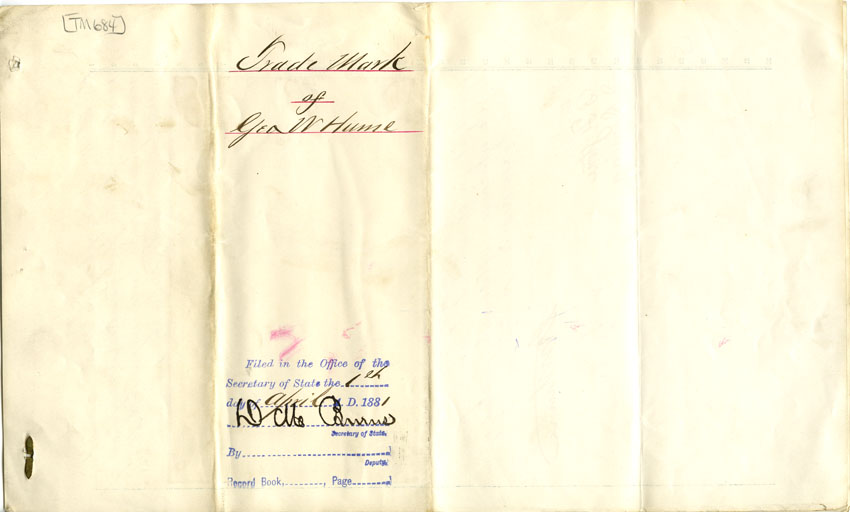 [TM684]
Trade Mark
of
Geo W Hume
Filed in the Office of the
Secretary of State the 1st
day of April A. D. 1881
D M Burns
Secretary of State.
By
Deputy.
Record Book, , Page